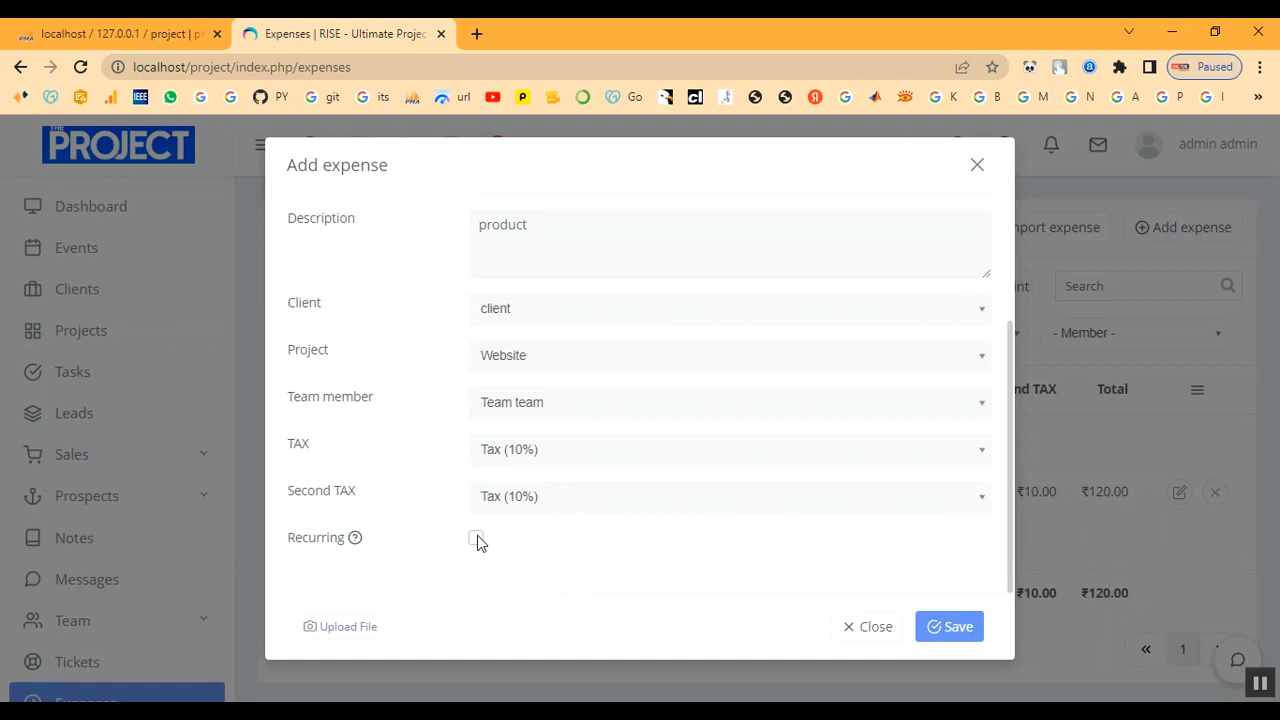 localhost / 127.0.0.1 / project | p
Expenses | RISE - Ultimate Projec
localhost/project/index.php/expenses
Paused
PY
git
its
url
Go
K
B
M
N
A
P
I
»
THE
PROJECT
admin admin
Dashboard
Events
Clients
Projects
Tasks
Leads
Sales
Prospects
Notes
Messages
Team
Tickets
Add expense
Description
product
Client
client
Project
Website
Team member
Team team
TAX
Tax (10%)
Second TAX
Tax (10%)
Recurring
Upload File
Close
Save
mport expense
Add expense
nt
Search
- Member -
nd TAX
Total
₹10.00
₹120.00
₹10.00
₹120.00
«
1